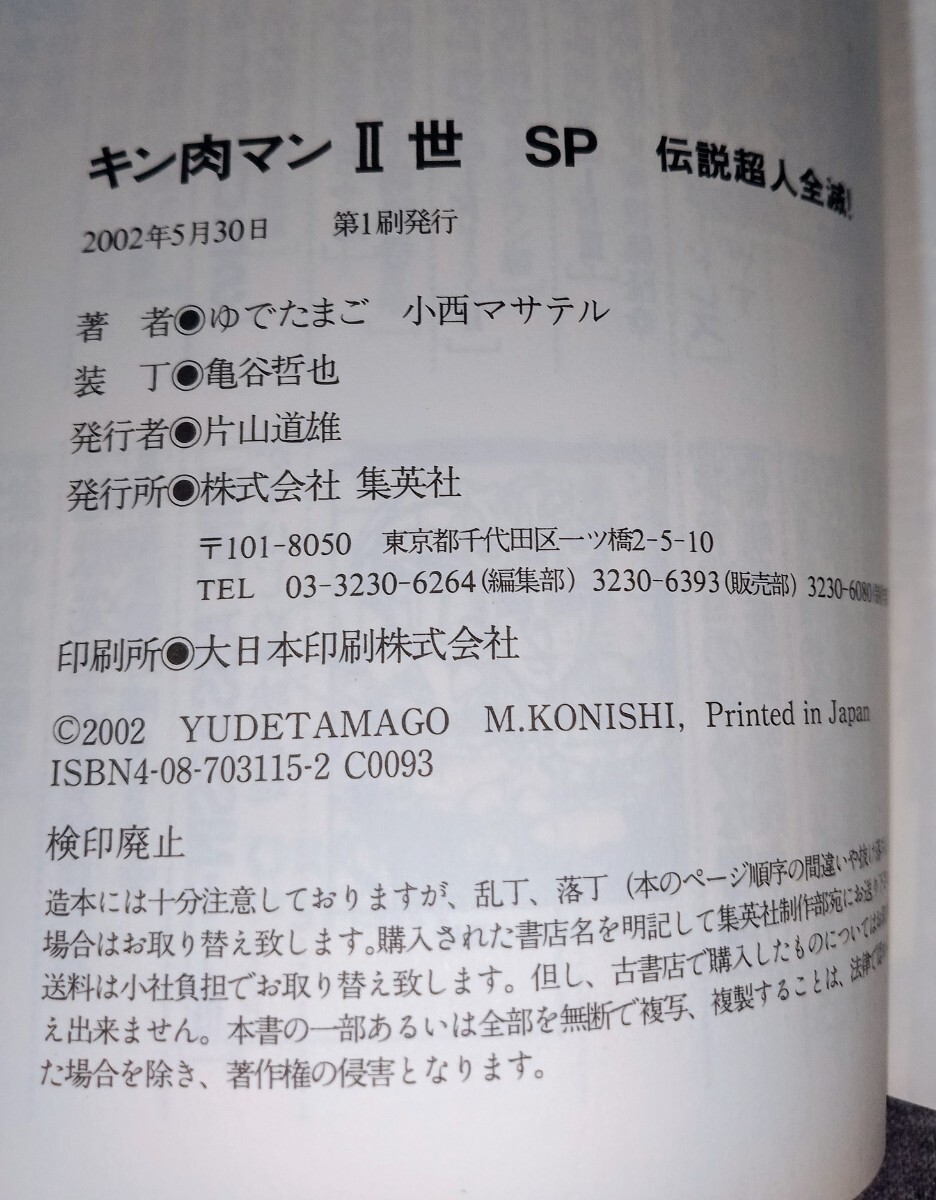 キン肉マンⅡ世　SP　伝説超人全滅!
2002年5月30日　第1刷発行
著　者◉ゆでたまご　小西マサテル
装　丁◉亀谷哲也
発行者◉片山道雄
発行所◉株式会社 集英社
〒101-8050　東京都千代田区一ツ橋2-5-10
TEL　03-3230-6264(編集部) 3230-6393(販売部) 3230-6080
印刷所◉大日本印刷株式会社
©2002　YUDETAMAGO　M.KONISHI, Printed in Japan
ISBN4-08-703115-2 C0093
検印廃止
造本には十分注意しておりますが、乱丁、落丁（本のページ順序の間違いや抜け
場合はお取り替え致します。購入された書店名を明記して集英社制作部宛にお送り
送料は小社負担でお取り替え致します。但し、古書店で購入したものについてはお
え出来ません。本書の一部あるいは全部を無断で複写、複製することは、法律で
た場合を除き、著作権の侵害となります。